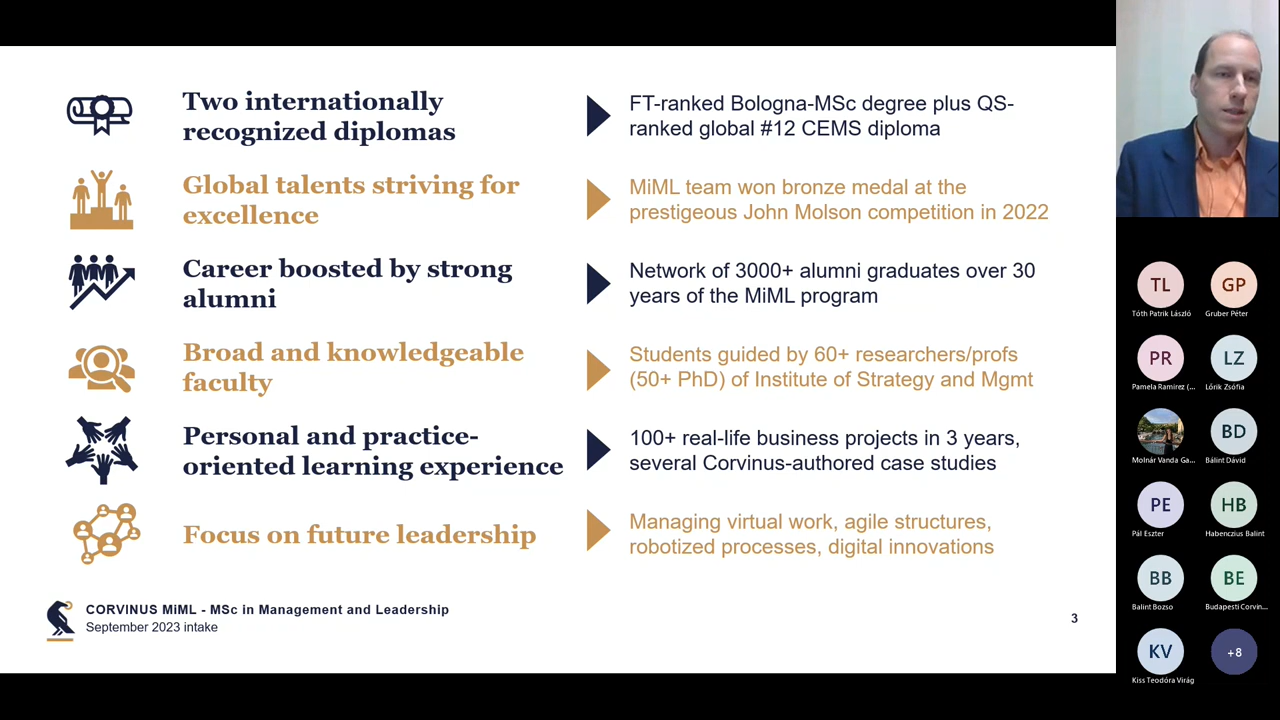 Two internationally
recognized diplomas
FT-ranked Bologna-MSc degree plus QS-
ranked global #12 CEMS diploma
Global talents striving for
excellence
MiML team won bronze medal at the
prestigeous John Molson competition in 2022
Career boosted by strong
alumni
Network of 3000+ alumni graduates over 30
years of the MiML program
Broad and knowledgeable
faculty
Students guided by 60+ researchers/profs
(50+ PhD) of Institute of Strategy and Mgmt
Personal and practice-
oriented learning experience
100+ real-life business projects in 3 years,
several Corvinus-authored case studies
Focus on future leadership
Managing virtual work, agile structures,
robotized processes, digital innovations
CORVINUS MiML - MSc in Management and Leadership
September 2023 intake
3
TL
Tóth Patrik László
GP
Gruber Péter
PR
Pamela Ramirez (...
LZ
Lőrik Zsófia
Molnár Vanda Ga...
BD
Bálint Dávid
PE
Pál Eszter
HB
Habenczius Balint
BB
Balint Bozso
BE
Budapesti Corvin...
KV
Kiss Teodóra Virág
+8